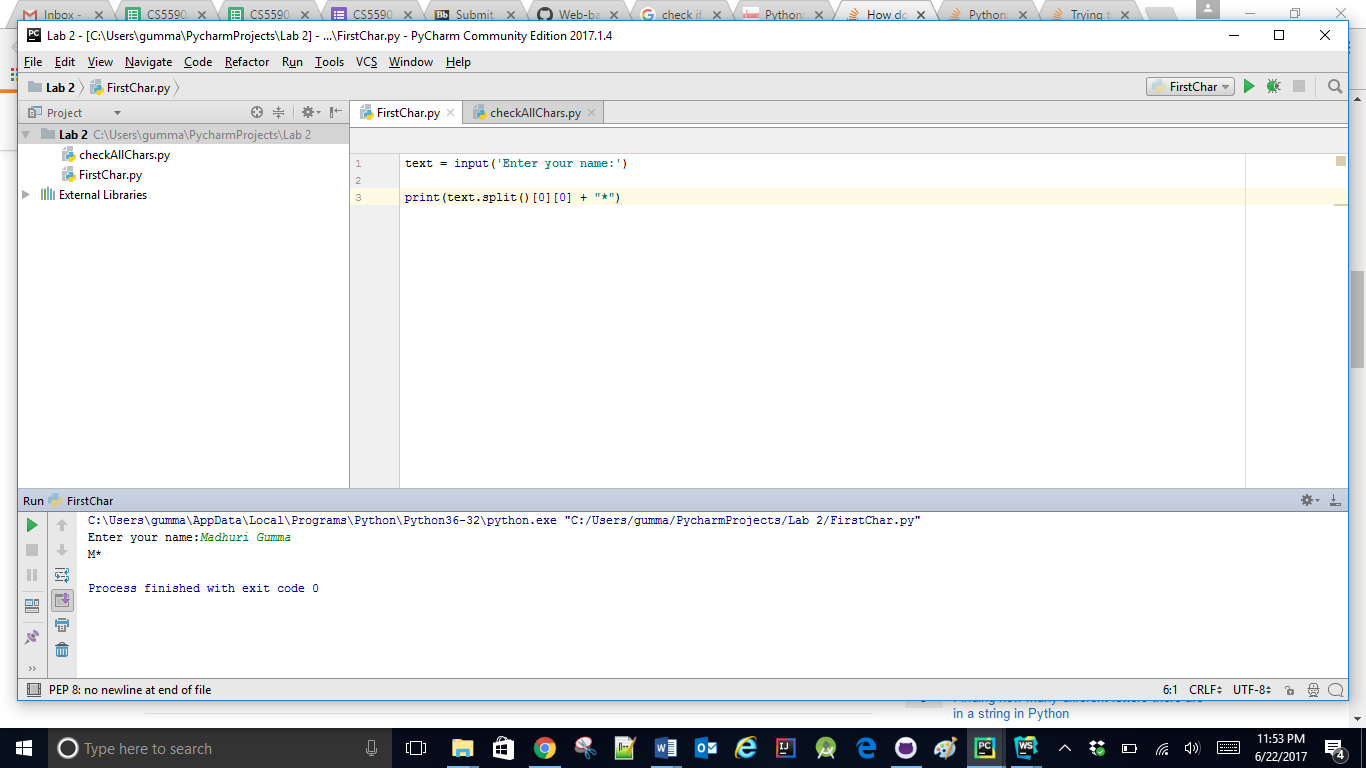 Inbox - CS5590 CS5590 CS5590 Submit Web-ba check if Python: How do Python: Trying t
PC Lab 2 - [C:\Users\gumma\PycharmProjects\Lab 2] - ...\FirstChar.py - PyCharm Community Edition 2017.1.4
File Edit View Navigate Code Refactor Run Tools VCS Window Help
Lab 2 FirstChar.py FirstChar
Project FirstChar.py checkAllChars.py
Lab 2 C:\Users\gumma\PycharmProjects\Lab 2
checkAllChars.py
FirstChar.py
External Libraries
1 text = input('Enter your name:')
2
3 print(text.split()[0][0] + "*")
Run FirstChar
C:\Users\gumma\AppData\Local\Programs\Python\Python36-32\python.exe "C:/Users/gumma/PycharmProjects/Lab 2/FirstChar.py"
Enter your name:Madhuri Gumma
M*
Process finished with exit code 0
PEP 8: no newline at end of file 6:1 CRLF UTF-8
in a string in Python
Type here to search 11:53 PM
6/22/2017 4